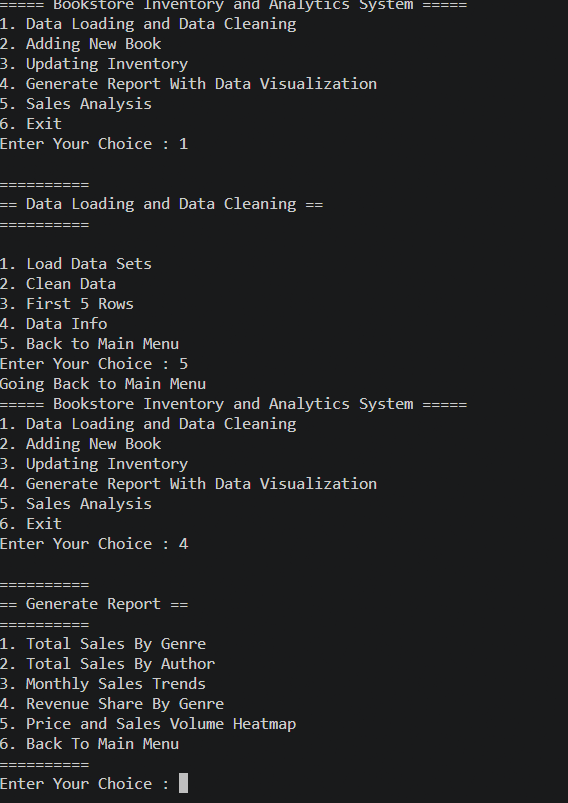 ===== Bookstore Inventory and Analytics System =====
1. Data Loading and Data Cleaning
2. Adding New Book
3. Updating Inventory
4. Generate Report With Data Visualization
5. Sales Analysis
6. Exit
Enter Your Choice : 1
==========
== Data Loading and Data Cleaning ==
==========
1. Load Data Sets
2. Clean Data
3. First 5 Rows
4. Data Info
5. Back to Main Menu
Enter Your Choice : 5
Going Back to Main Menu
===== Bookstore Inventory and Analytics System =====
1. Data Loading and Data Cleaning
2. Adding New Book
3. Updating Inventory
4. Generate Report With Data Visualization
5. Sales Analysis
6. Exit
Enter Your Choice : 4
==========
== Generate Report ==
==========
1. Total Sales By Genre
2. Total Sales By Author
3. Monthly Sales Trends
4. Revenue Share By Genre
5. Price and Sales Volume Heatmap
6. Back To Main Menu
==========
Enter Your Choice :